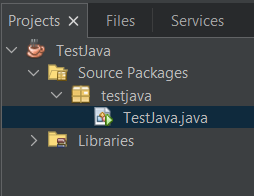 Projects × Files Services
TestJava
Source Packages
testjava
TestJava.java
Libraries